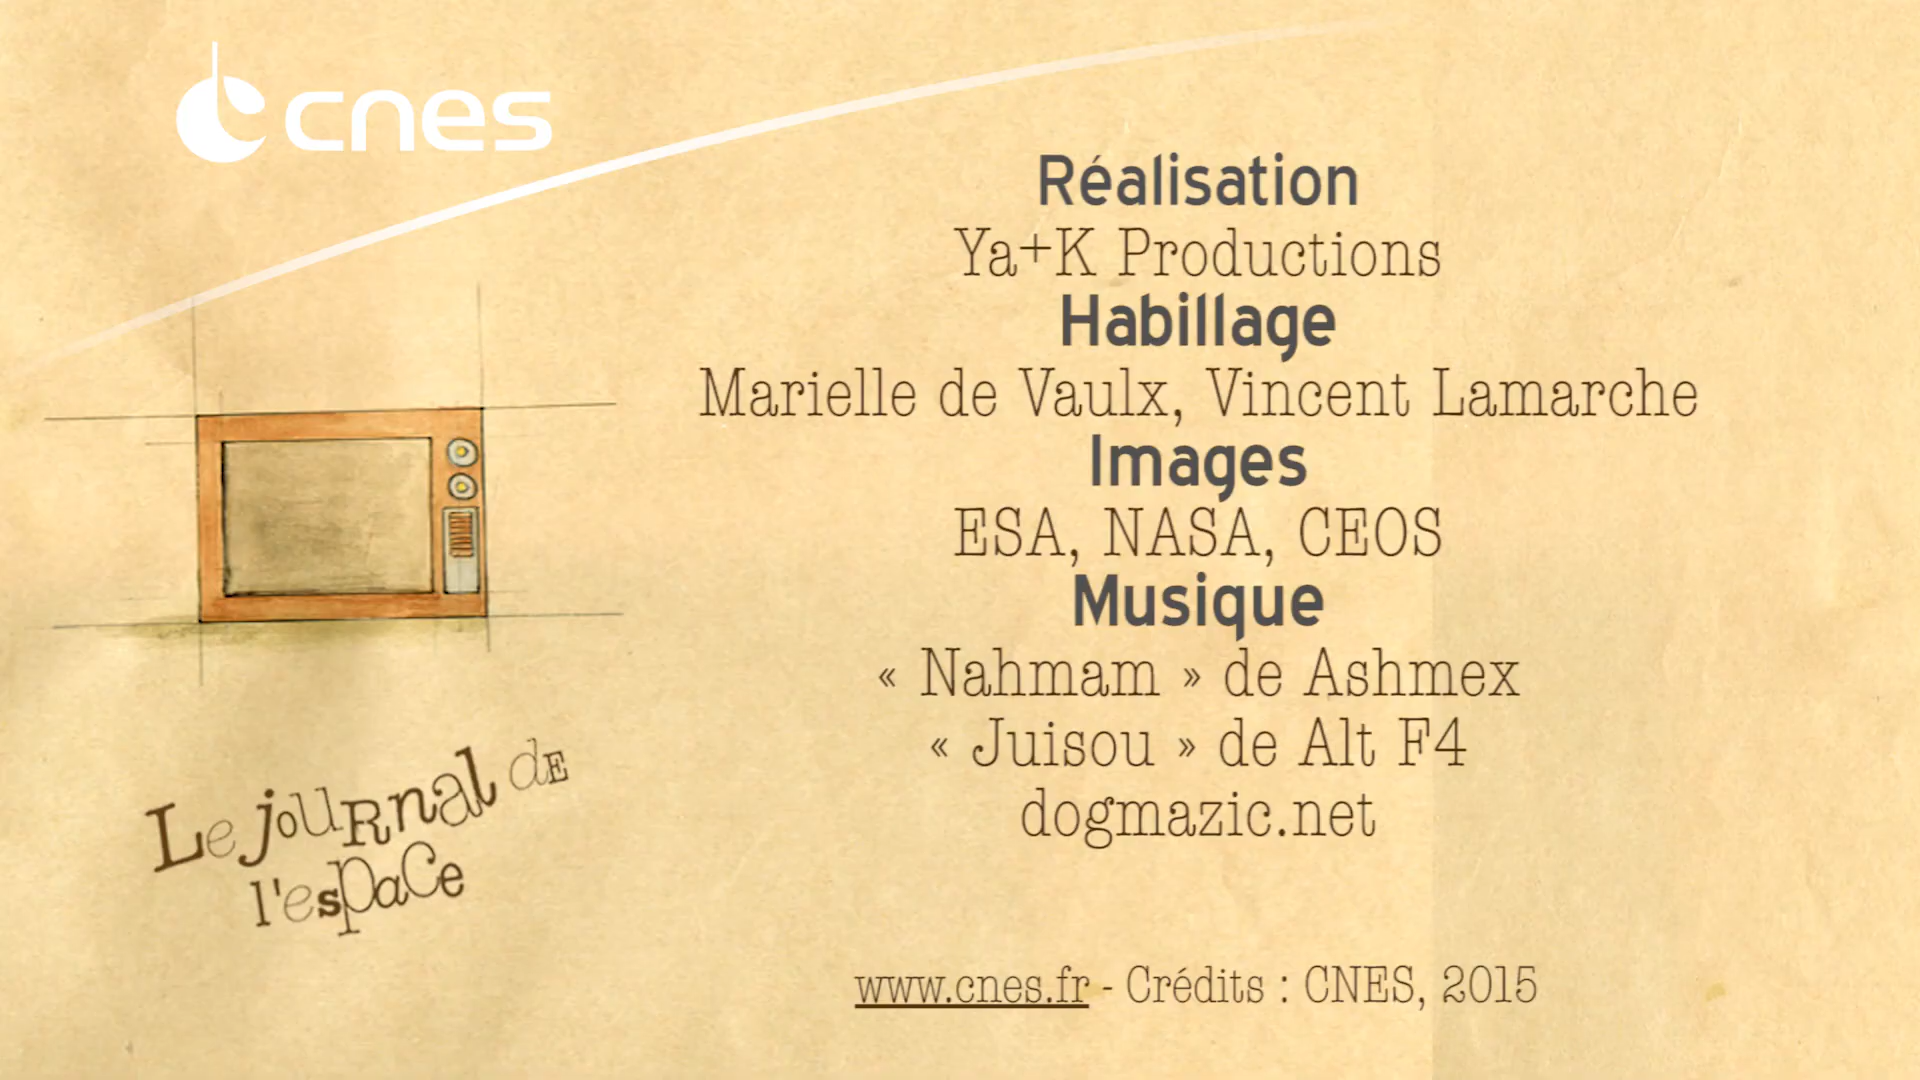 cnes
Réalisation
Ya+K Productions
Habillage
Marielle de Vaulx, Vincent Lamarche
Images
ESA, NASA, CEOS
Musique
« Nahmam » de Ashmex
« Juisou » de Alt F4
dogmazic.net
Le joURnal dE
l'espaCe
www.cnes.fr - Crédits : CNES, 2015